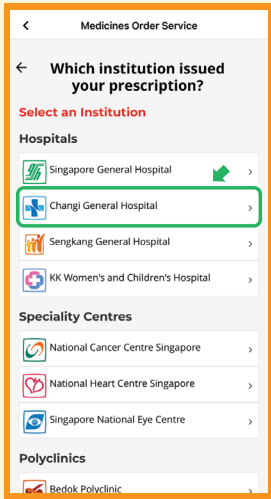 Medicines Order Service
Which institution issued
your prescription?
Select an Institution
Hospitals
Singapore General Hospital
Changi General Hospital
Sengkang General Hospital
KK Women's and Children's Hospital
Speciality Centres
National Cancer Centre Singapore
National Heart Centre Singapore
Singapore National Eye Centre
Polyclinics
Bedok Polyclinic